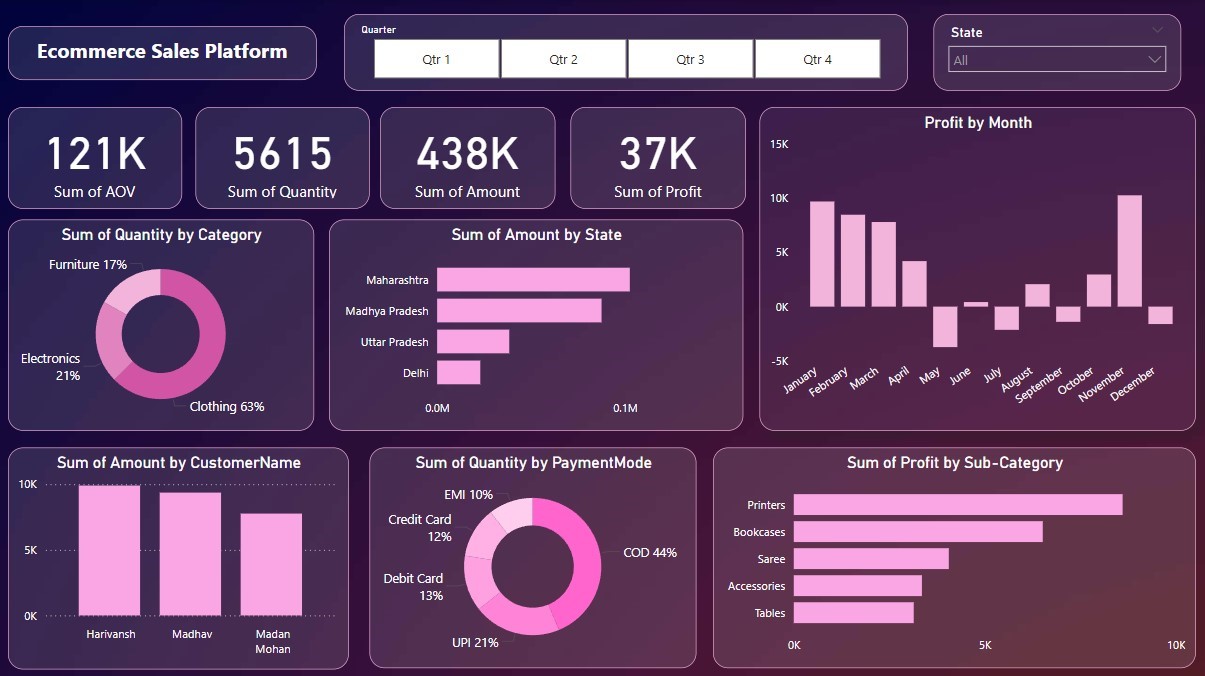 Ecommerce Sales Platform
Quarter
Qtr 1
Qtr 2
Qtr 3
Qtr 4
State
All
121K
Sum of AOV
5615
Sum of Quantity
438K
Sum of Amount
37K
Sum of Profit
Profit by Month
15K
10K
5K
0K
-5K
January
February
March
April
May
June
July
August
September
October
November
December
Sum of Quantity by Category
Furniture 17%
Electronics
21%
Clothing 63%
Sum of Amount by State
Maharashtra
Madhya Pradesh
Uttar Pradesh
Delhi
0.0M
0.1M
Sum of Amount by CustomerName
10K
5K
0K
Harivansh
Madhav
Madan
Mohan
Sum of Quantity by PaymentMode
EMI 10%
Credit Card
12%
COD 44%
Debit Card
13%
UPI 21%
Sum of Profit by Sub-Category
Printers
Bookcases
Saree
Accessories
Tables
0K
5K
10K